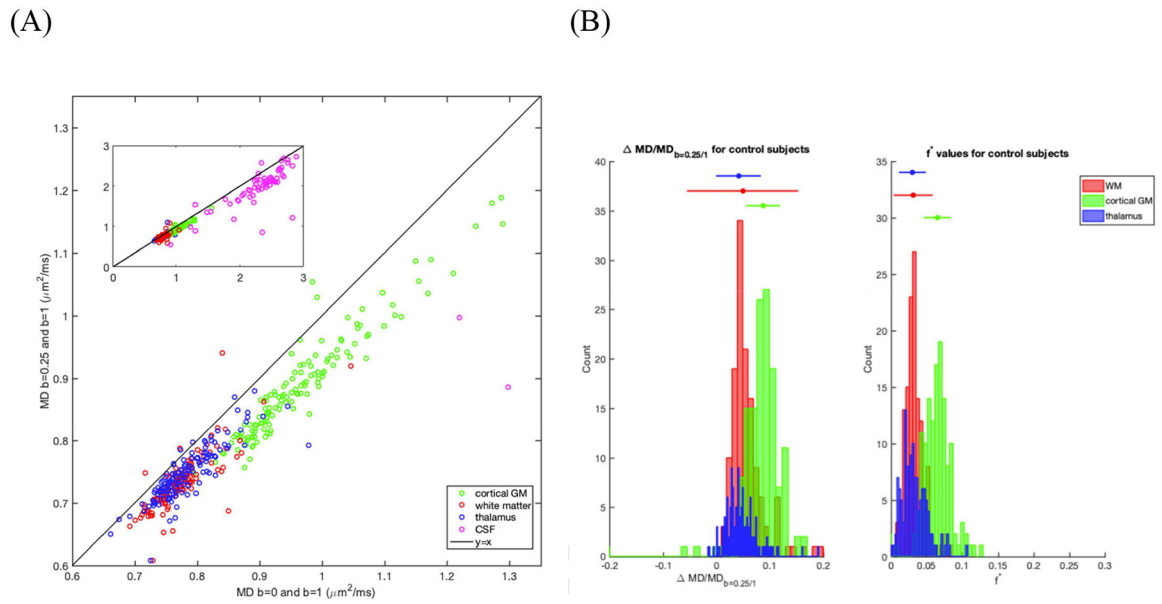 (A)
(B)
MD b=0.25 and b=1 (μm²/ms)
1.3
1.2
1.1
1
0.9
0.8
0.7
0.6
3
2
1
0
0 1 2 3
cortical GM
white matter
thalamus
CSF
y=x
0.6 0.7 0.8 0.9 1 1.1 1.2 1.3
MD b=0 and b=1 (μm²/ms)
Δ MD/MD b=0.25/1 for control subjects
Count
40
35
30
25
20
15
10
5
0
-0.2 -0.1 0 0.1 0.2
Δ MD/MD b=0.25/1
f* values for control subjects
Count
35
30
25
20
15
10
5
0
0 0.05 0.1 0.15 0.2 0.25 0.3
f*
WM
cortical GM
thalamus